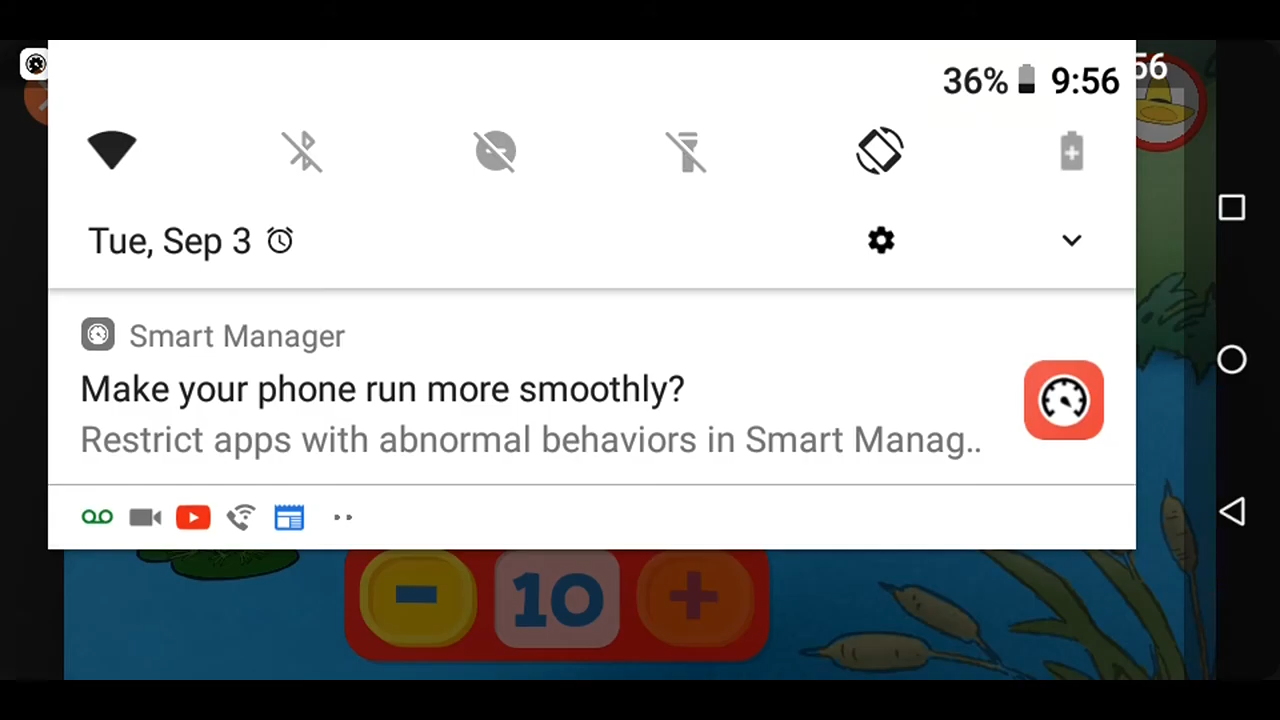 36% 9:56
56
Tue, Sep 3
Smart Manager
Make your phone run more smoothly?
Restrict apps with abnormal behaviors in Smart Manag..
- 10 +